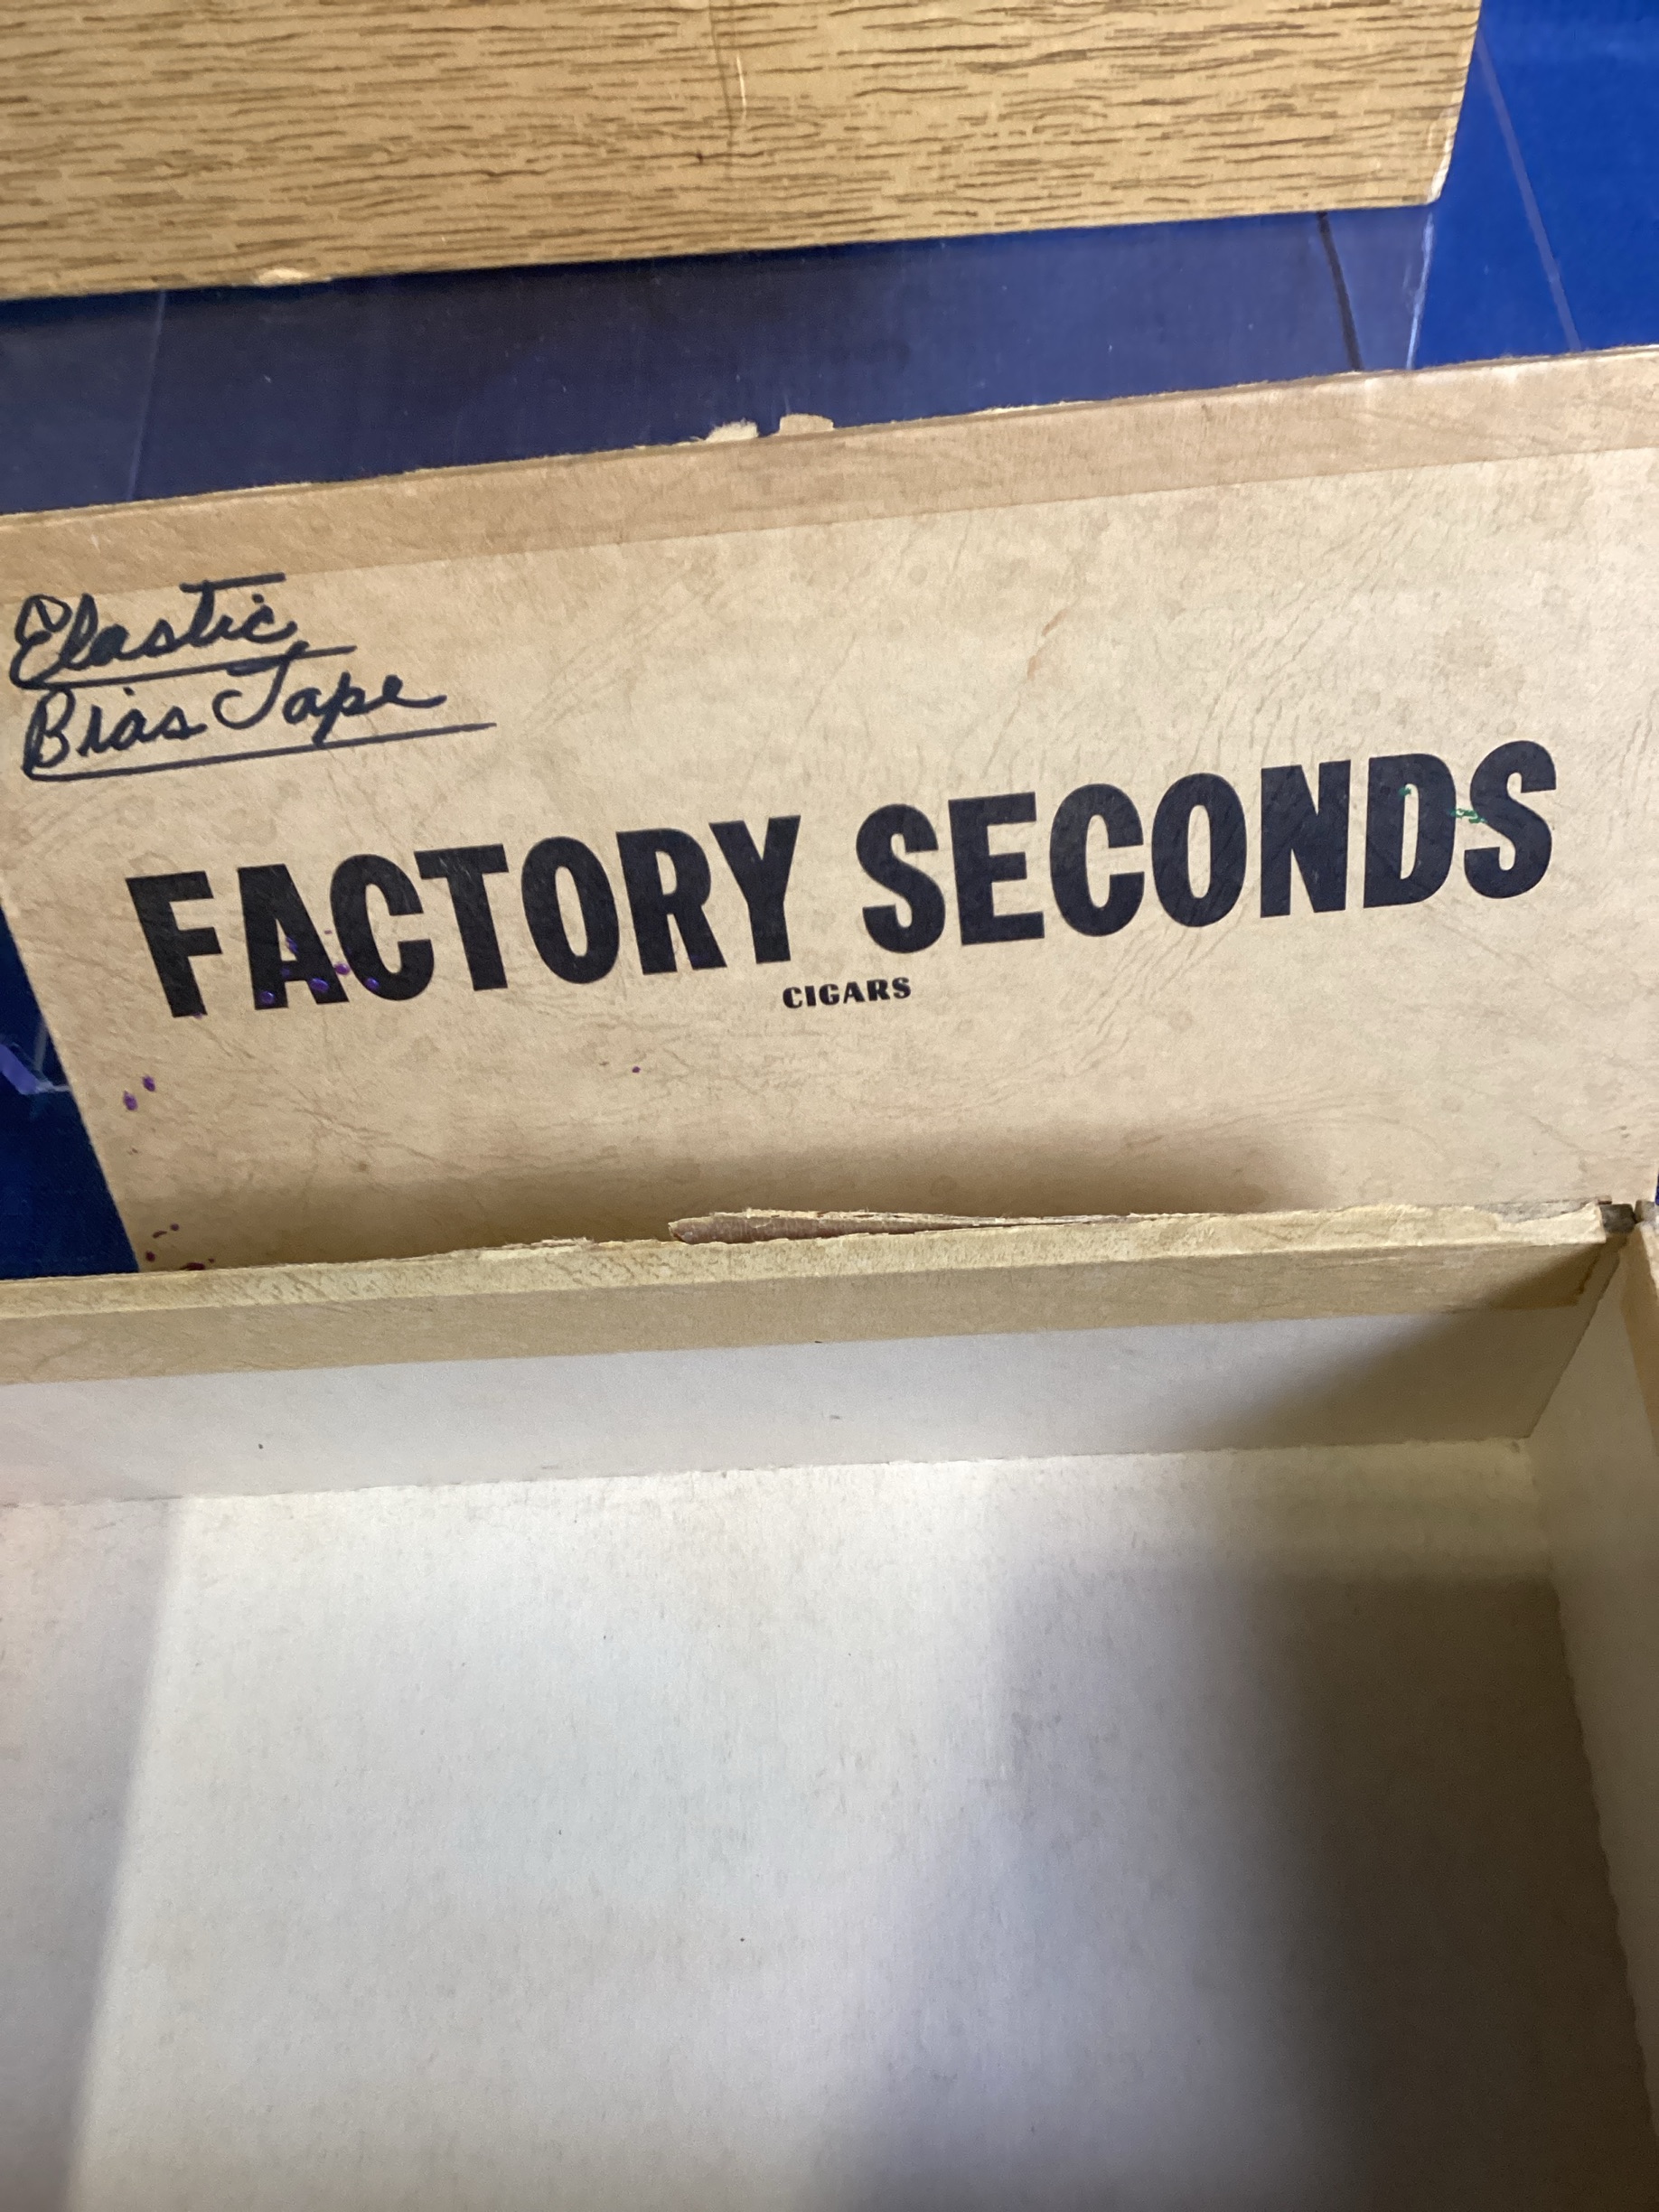 Elastic
Bias Tape
FACTORY SECONDS
CIGARS